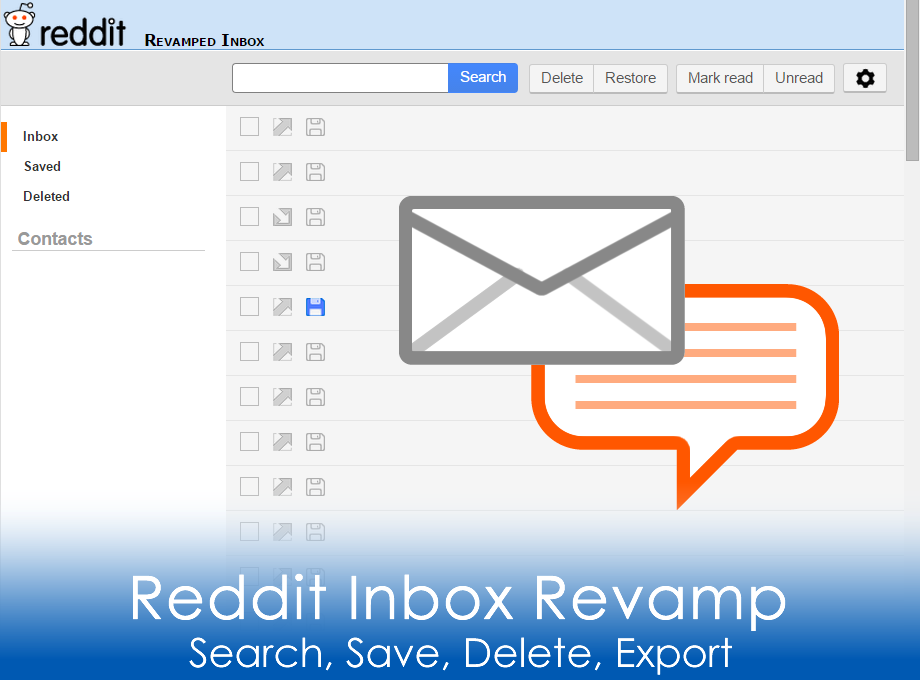 reddit Revamped Inbox
Search Delete Restore Mark read Unread
Inbox
Saved
Deleted
Contacts
Reddit Inbox Revamp
Search, Save, Delete, Export